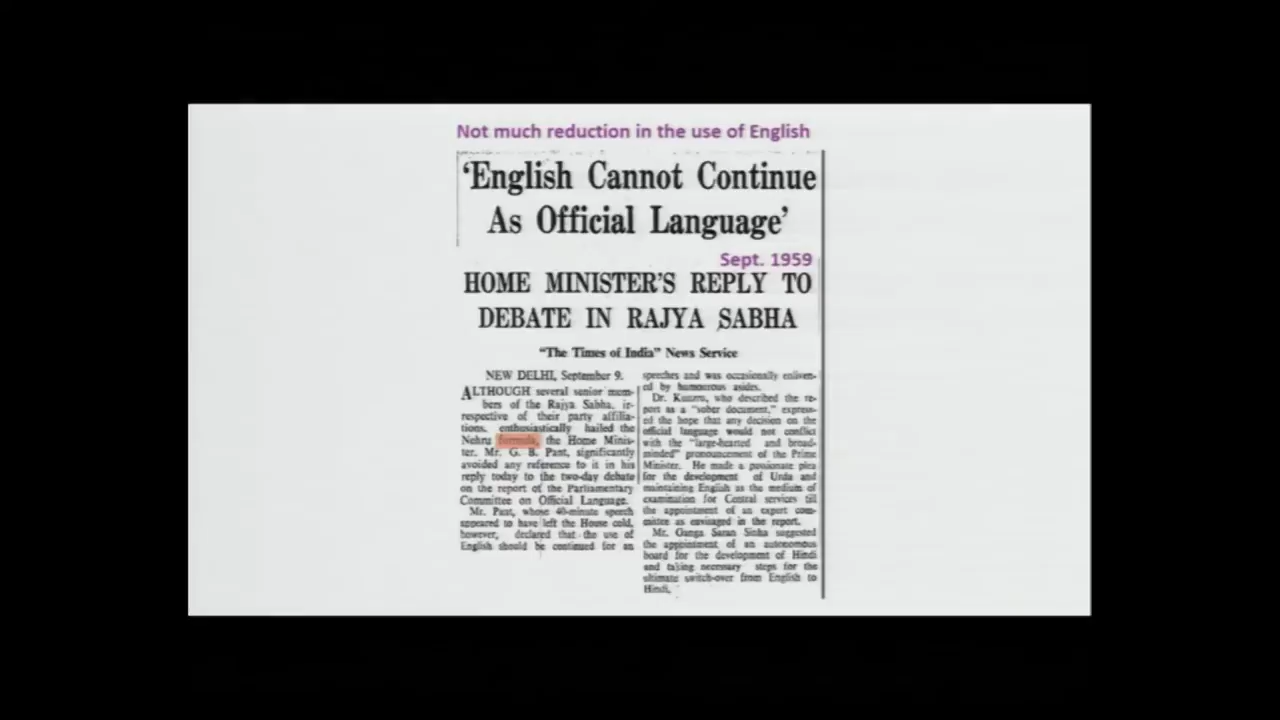 Not much reduction in the use of English
‘English Cannot Continue
As Official Language’
Sept. 1959
HOME MINISTER'S REPLY TO
DEBATE IN RAJYA SABHA
“The Times of India” News Service
NEW DELHI, September 9.
ALTHOUGH several senior mem-
bers of the Rajya Sabha, ir-
respective of their party affilia-
tions, enthusiastically hailed the
Nehru formula, the Home Minis-
ter, Mr. G. B. Pant, significantly
avoided any reference to it in his
reply today to the two-day debate
on the report of the Parliamentary
Committee on Official Language.
Mr. Pant, whose 40-minute speech
appeared to have left the House cold,
however, declared that the use of
English should be continued for an
speeches and was occasionally enliven-
ed by humorous asides.
Dr. Kunzru, who described the re-
port as a “sober document,” express-
ed the hope that any decision on the
official language would not conflict
with the “large-hearted and broad-
minded” pronouncement of the Prime
Minister. He made a passionate plea
for the development of Urdu and
maintaining English as the medium of
examination for Central services till
the appointment of an expert com-
mittee as envisaged in the report.
Mr. Ganga Saran Sinha suggested
the appointment of an autonomous
board for the development of Hindi
and taking necessary steps for the
ultimate switch-over from English to
Hindi.